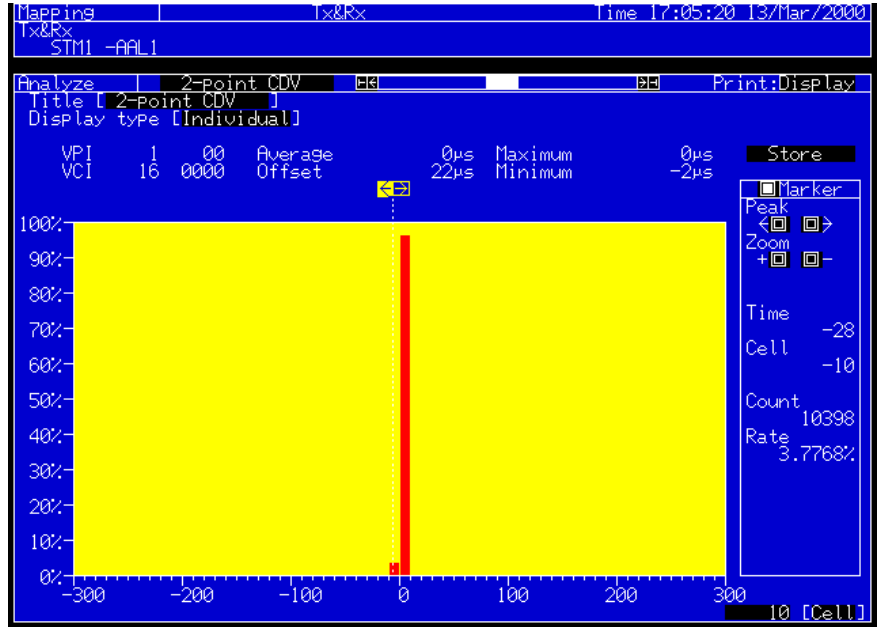 Mapping Tx&Rx Time 17:05:20 13/Mar/2000
Tx&Rx
STM1 -AAL1
Analyze 2-point CDV Print:Display
Title [ 2-point CDV ]
Display type [Individual]
VPI 1 00 Average 0µs Maximum 0µs Store
VCI 16 0000 Offset 22µs Minimum -2µs
Marker
Peak
Zoom
+ -
Time
-28
Cell
-10
Count
10398
Rate
3.7768%
100%
90%
80%
70%
60%
50%
40%
30%
20%
10%
0%
-300 -200 -100 0 100 200 300
10 [Cell]